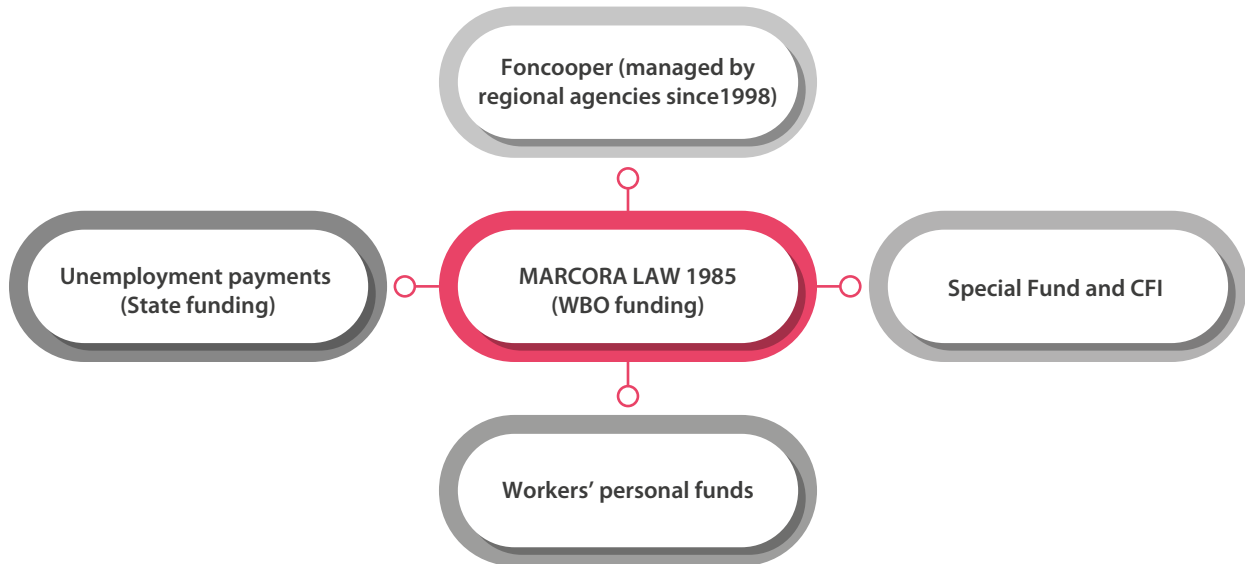 Foncooper (managed by
regional agencies since1998)
Unemployment payments
(State funding)
MARCORA LAW 1985
(WBO funding)
Special Fund and CFI
Workers’ personal funds